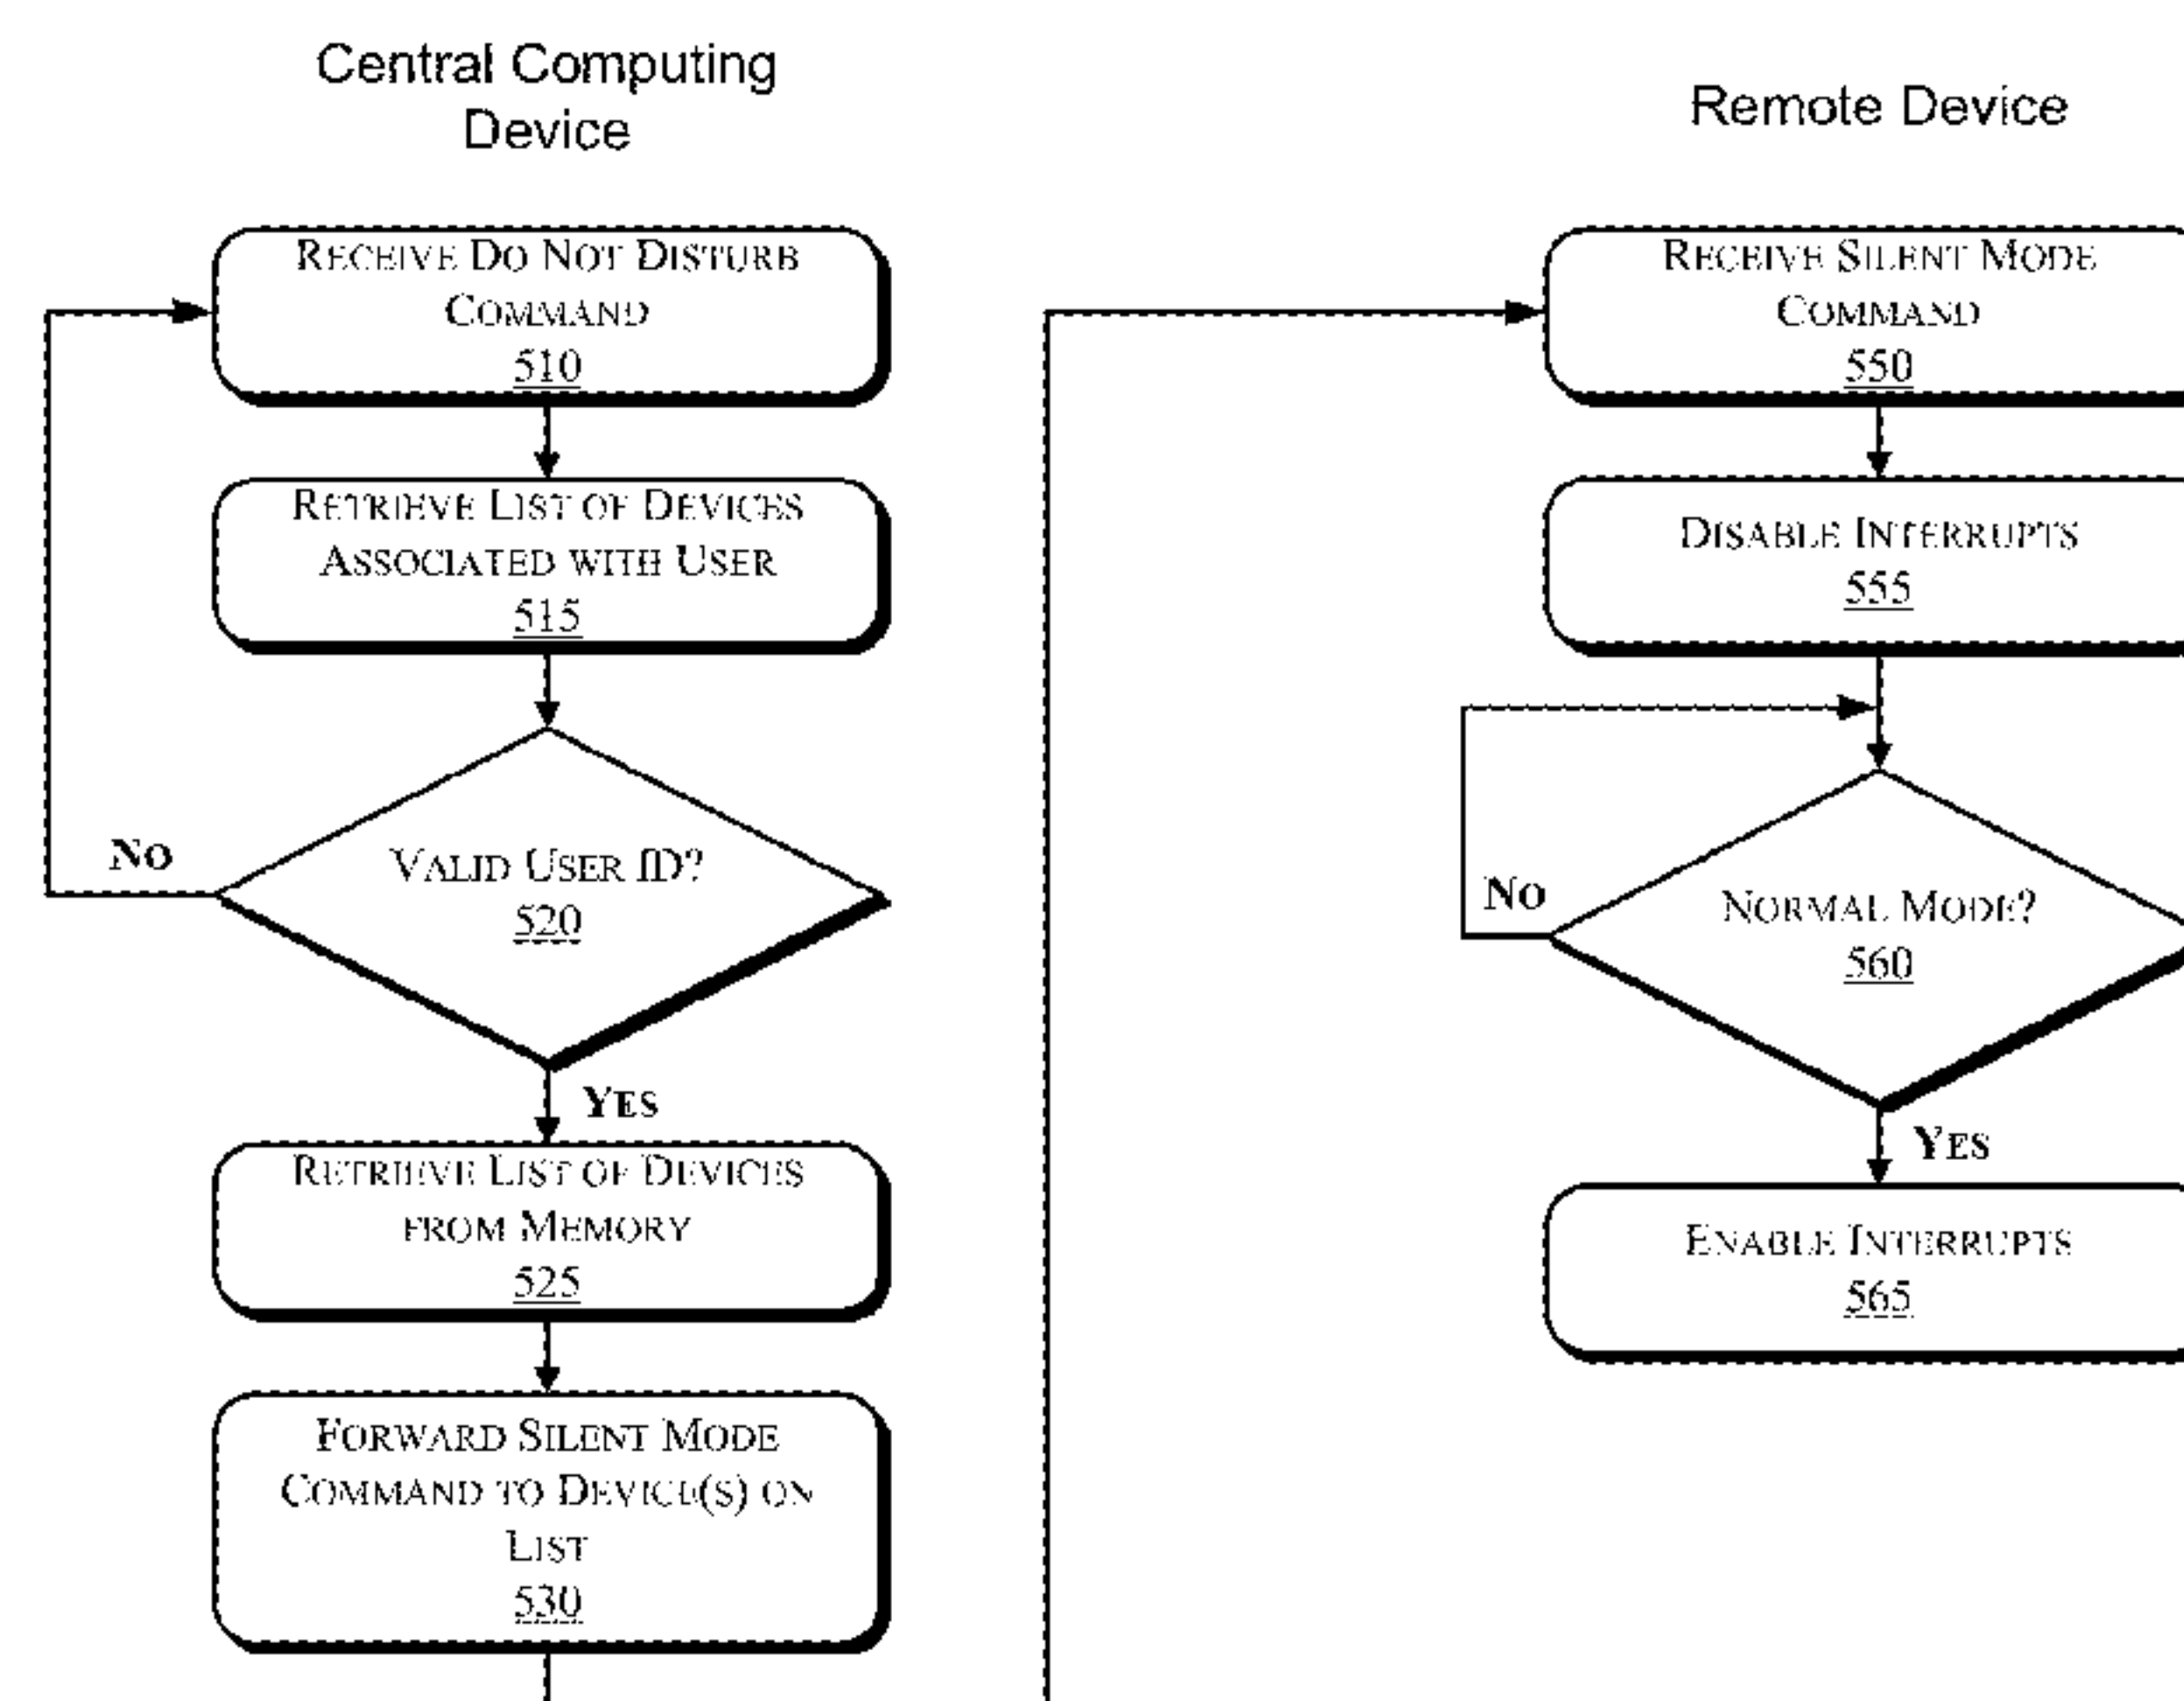 Central Computing
Device
RECEIVE DO NOT DISTURB
COMMAND
510
RETRIEVE LIST OF DEVICES
ASSOCIATED WITH USER
515
VALID USER ID?
520
NO
YES
RETRIEVE LIST OF DEVICES
FROM MEMORY
525
FORWARD SILENT MODE
COMMAND TO DEVICE(S) ON
LIST
530
Remote Device
RECEIVE SILENT MODE
COMMAND
550
DISABLE INTERRUPTS
555
NORMAL MODE?
560
NO
YES
ENABLE INTERRUPTS
565